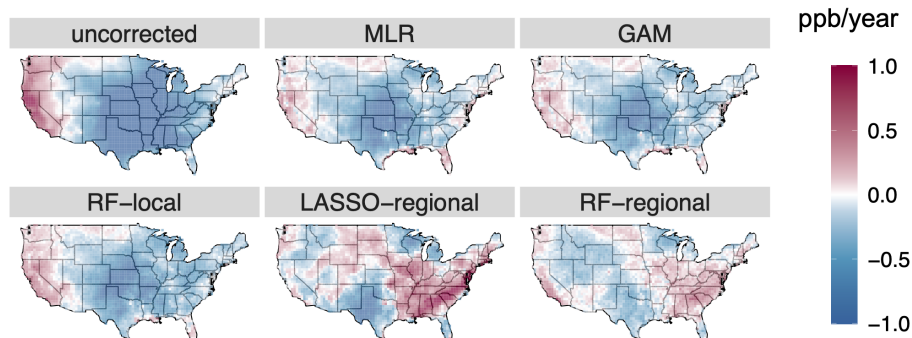 ppb/year
uncorrected
MLR
GAM
1.0
0.5
0.0
−0.5
−1.0
RF−local
LASSO−regional
RF−regional